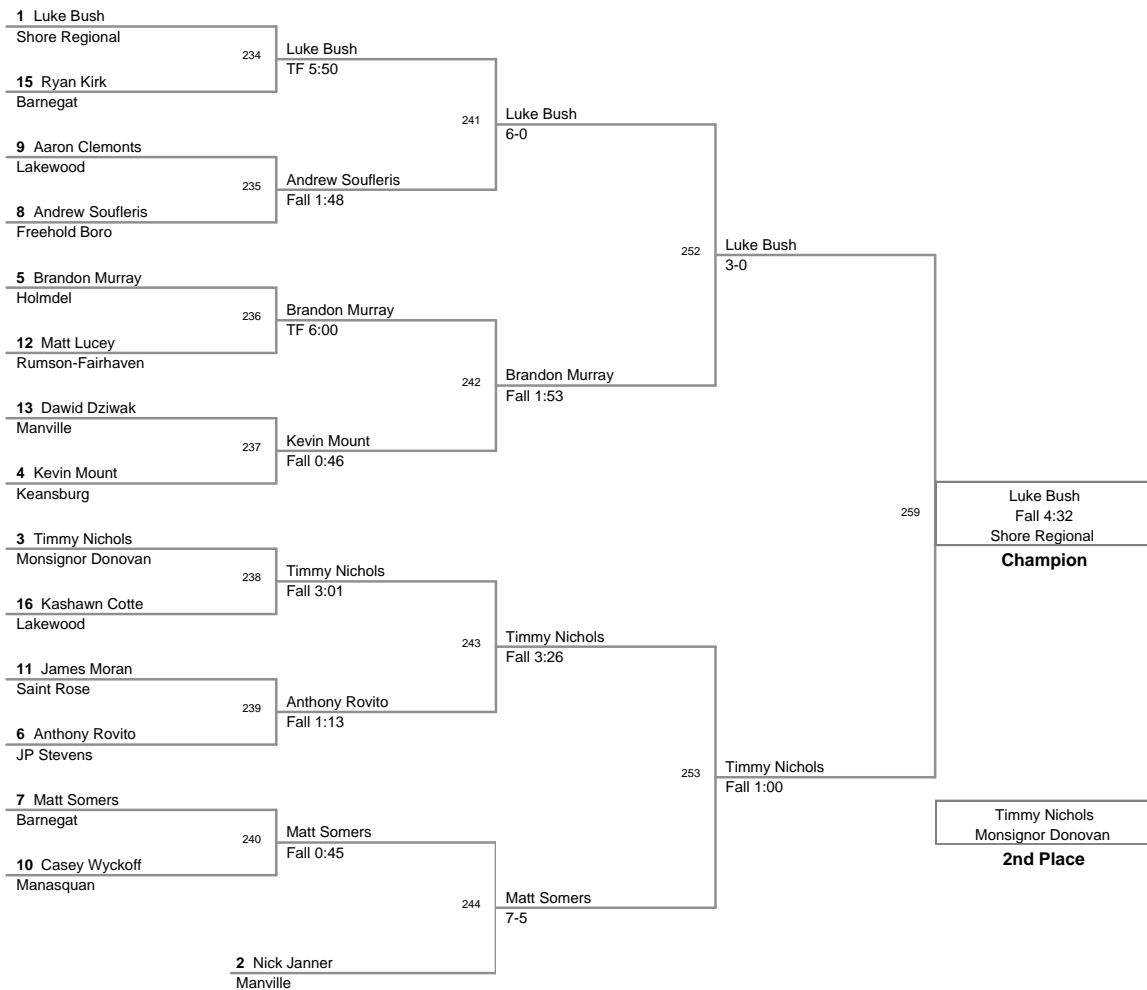 1 Luke Bush
Shore Regional
234
Luke Bush
TF 5:50
15 Ryan Kirk
Barnegat
241
Luke Bush
6-0
9 Aaron Clemonts
Lakewood
235
Andrew Soufleris
Fall 1:48
8 Andrew Soufleris
Freehold Boro
252
Luke Bush
3-0
5 Brandon Murray
Holmdel
236
Brandon Murray
TF 6:00
12 Matt Lucey
Rumson-Fairhaven
242
Brandon Murray
Fall 1:53
13 Dawid Dziwak
Manville
237
Kevin Mount
Fall 0:46
4 Kevin Mount
Keansburg
259
Luke Bush
Fall 4:32
Shore Regional
Champion
3 Timmy Nichols
Monsignor Donovan
238
Timmy Nichols
Fall 3:01
16 Kashawn Cotte
Lakewood
243
Timmy Nichols
Fall 3:26
11 James Moran
Saint Rose
239
Anthony Rovito
Fall 1:13
6 Anthony Rovito
JP Stevens
253
Timmy Nichols
Fall 1:00
7 Matt Somers
Barnegat
240
Matt Somers
Fall 0:45
10 Casey Wyckoff
Manasquan
Timmy Nichols
Monsignor Donovan
2nd Place
244
Matt Somers
7-5
2 Nick Janner
Manville